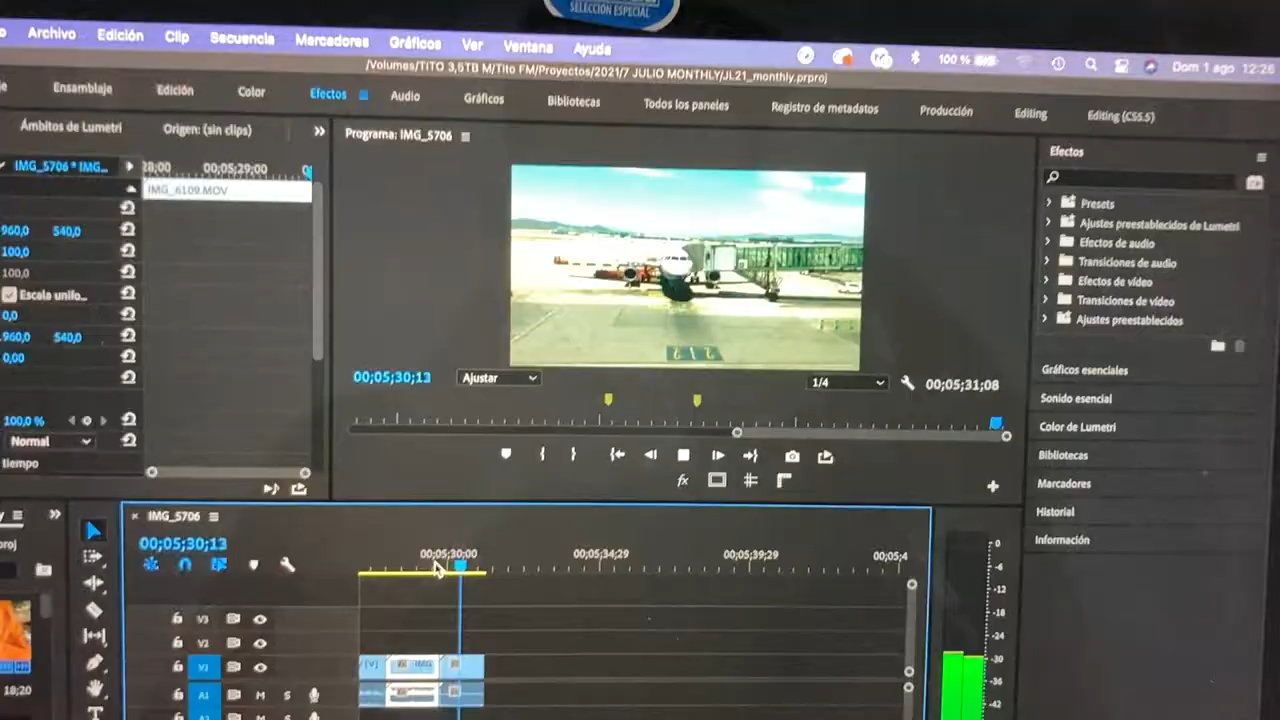 SELECCIÓN ESPECIAL
Archivo Edición Clip Secuencia Marcadores Gráficos Ver Ventana Ayuda
100 % Dom 1 ago 12:26
/Volumes/TITO 3,5TB M/Tito FM/Proyectos/2021/7 JULIO MONTHLY/JL21_monthly.prproj
Ensamblaje Edición Color Efectos Audio Gráficos Bibliotecas Todos los paneles Registro de metadatos Producción Editing Editing (CS5.5)
Ámbitos de Lumetri Origen: (sin clips)
Programa: IMG_5706
Efectos
IMG_5706 * IMG... 00;05;29;00
IMG_6109.MOV
960,0 540,0
100,0
100,0
Escala unifo...
0,0
960,0 540,0
0,00
100,0 %
Normal
tiempo
212
00;05;30;13 Ajustar 1/4 00;05;31;08
fx
Presets
Ajustes preestablecidos de Lumetri
Efectos de audio
Transiciones de audio
Efectos de vídeo
Transiciones de vídeo
Ajustes preestablecidos
Gráficos esenciales
Sonido esencial
Color de Lumetri
Bibliotecas
Marcadores
Historial
Información
IMG_5706
00;05;30;13
00;05;30;00 00;05;34;29 00;05;39;29 00;05;4
V3
V2
V1 [V] IMG
A1 M S
18;20
0
-6
-12
-18
-24
-30
-36
-42